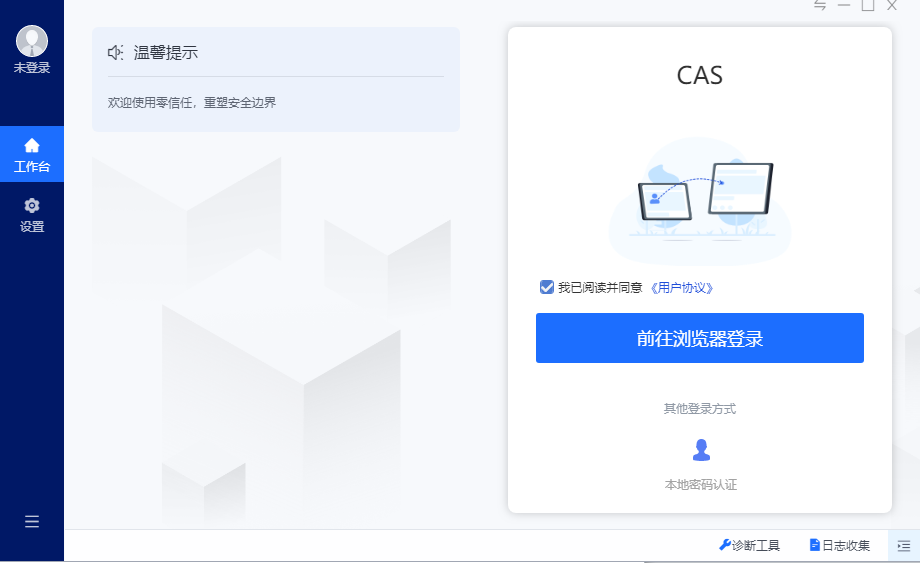 未登录
工作台
设置
温馨提示
欢迎使用零信任，重塑安全边界
CAS
我已阅读并同意 《用户协议》
前往浏览器登录
其他登录方式
本地密码认证
诊断工具
日志收集